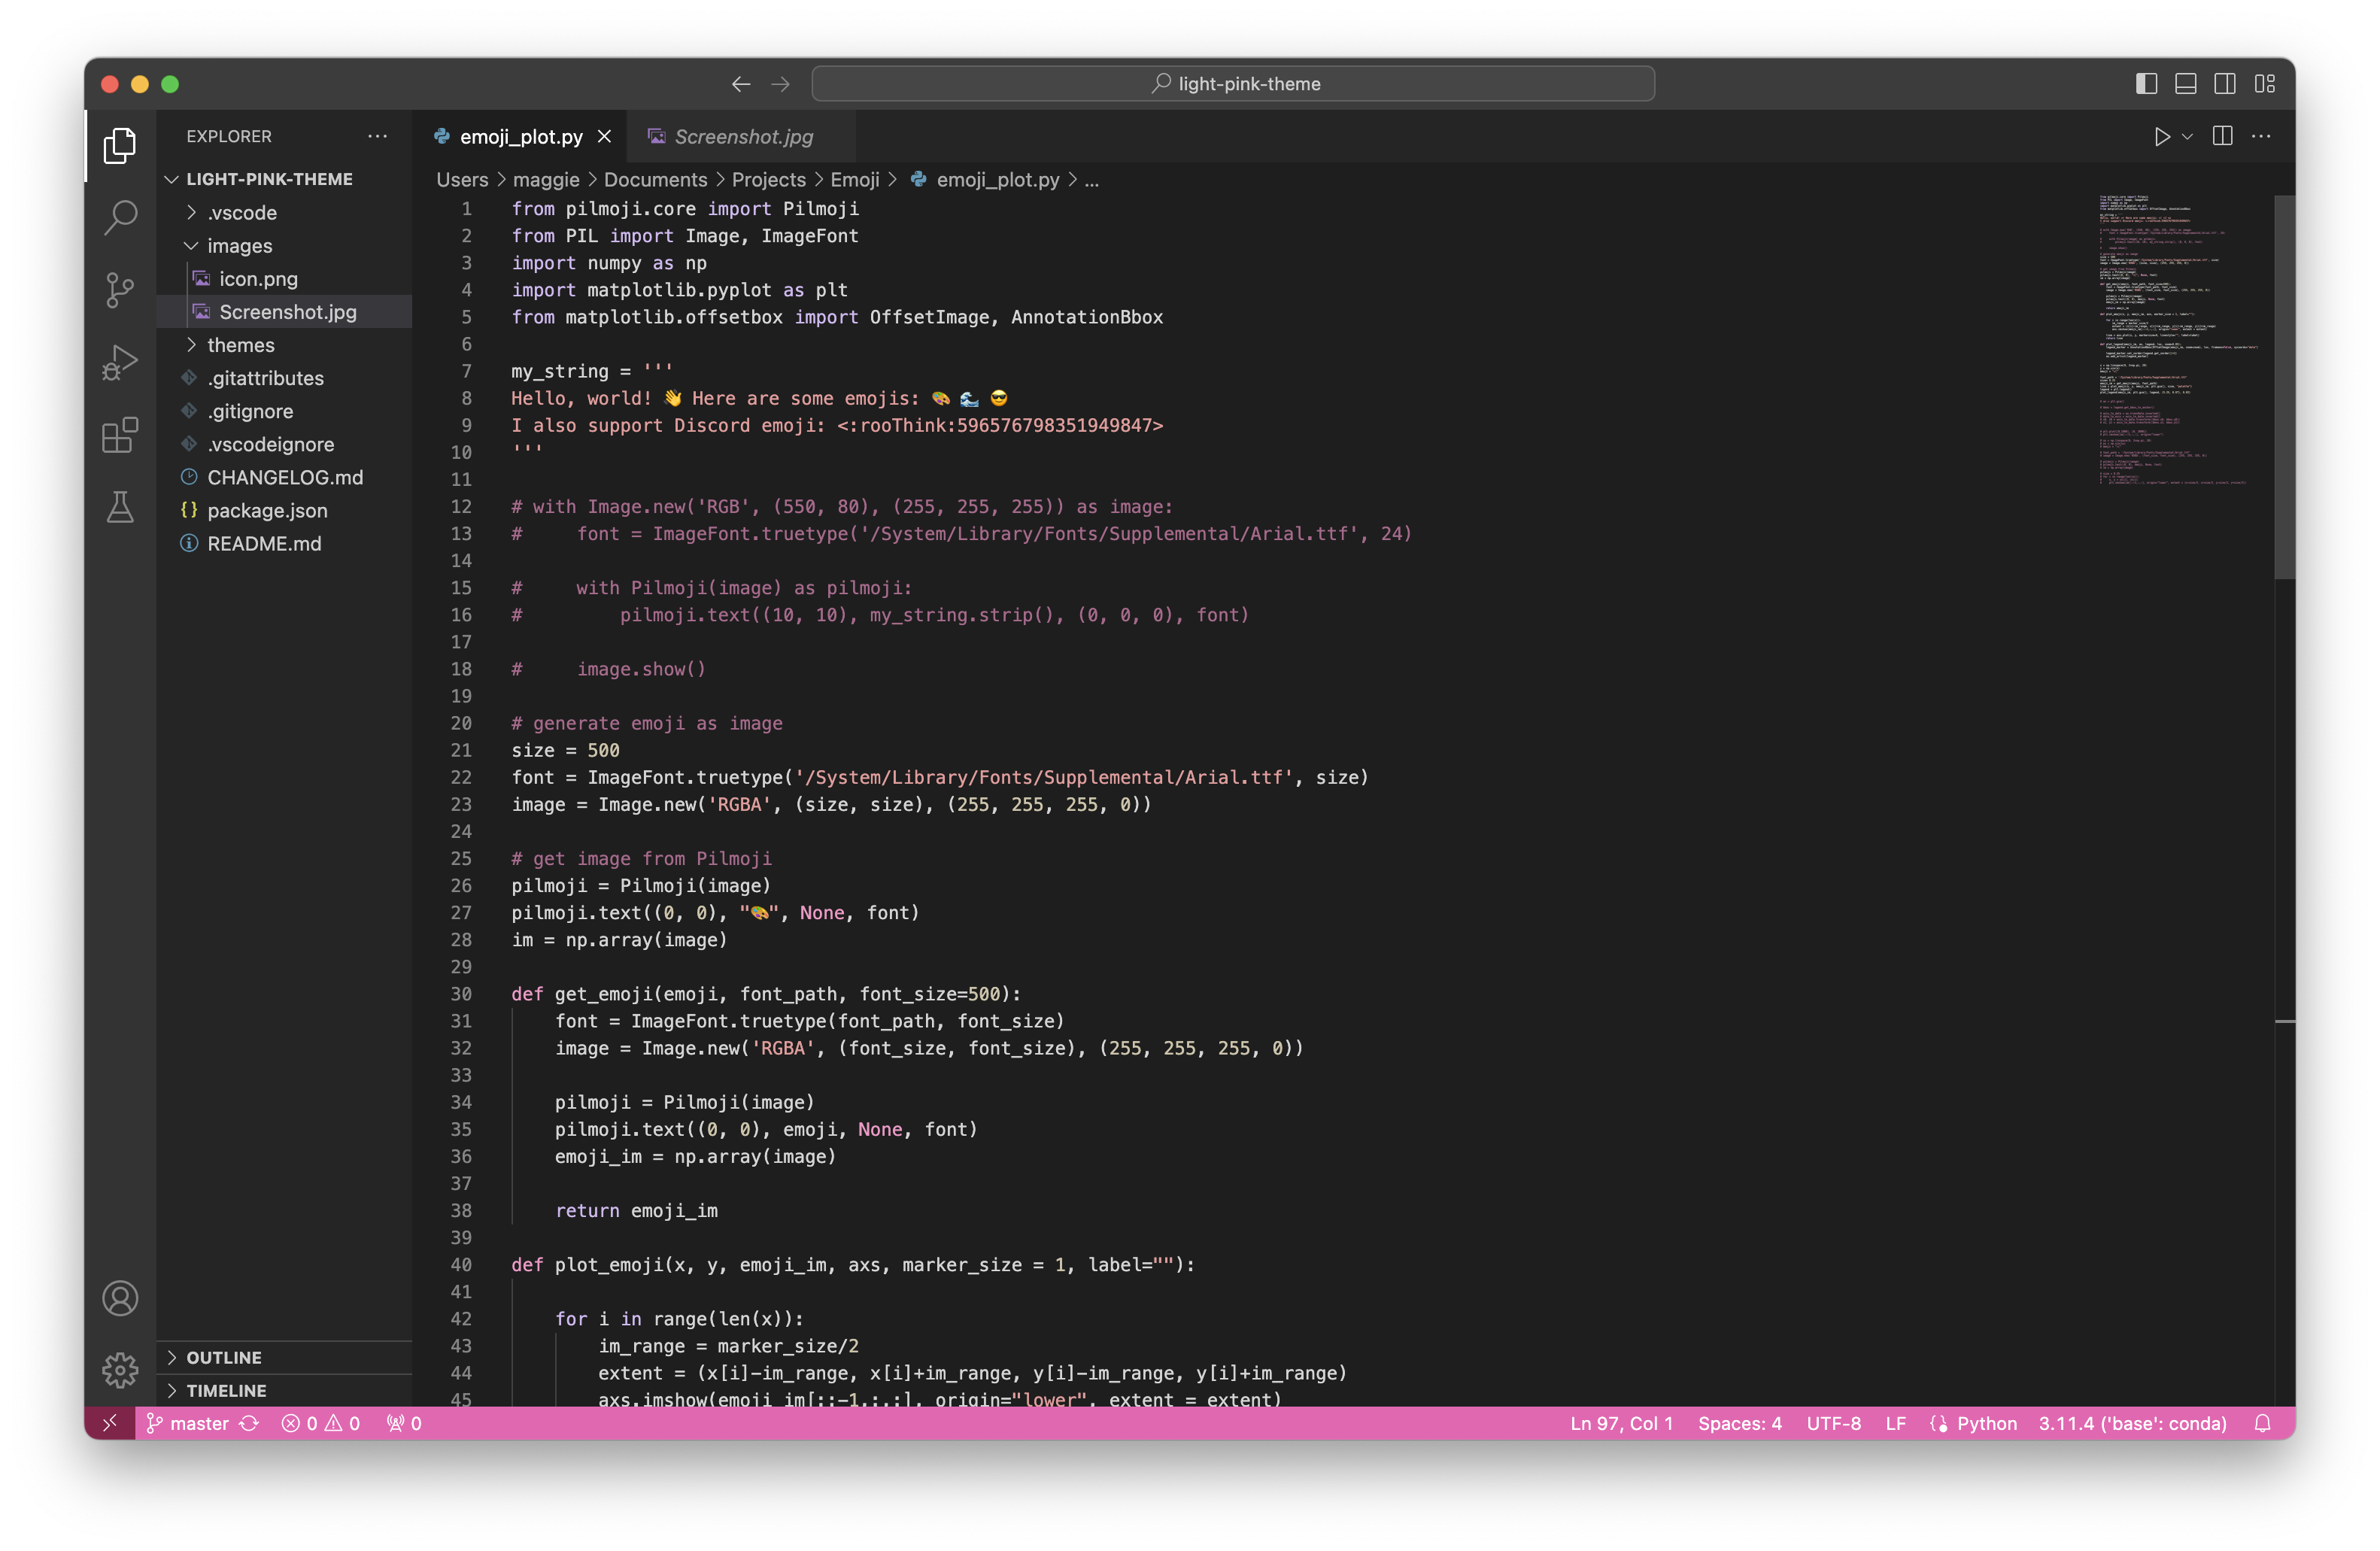 light-pink-theme
EXPLORER
emoji_plot.py
Screenshot.jpg
LIGHT-PINK-THEME
.vscode
images
icon.png
Screenshot.jpg
themes
.gitattributes
.gitignore
.vscodeignore
CHANGELOG.md
package.json
README.md
OUTLINE
TIMELINE
Users > maggie > Documents > Projects > Emoji > emoji_plot.py > ...
1 from pilmoji.core import Pilmoji
2 from PIL import Image, ImageFont
3 import numpy as np
4 import matplotlib.pyplot as plt
5 from matplotlib.offsetbox import OffsetImage, AnnotationBbox
6
7 my_string = '''
8 Hello, world! 👋 Here are some emojis: 🎨 🌊 😎
9 I also support Discord emoji: <:rooThink:596576798351949847>
10 '''
11
12 # with Image.new('RGB', (550, 80), (255, 255, 255)) as image:
13 #     font = ImageFont.truetype('/System/Library/Fonts/Supplemental/Arial.ttf', 24)
14
15 #     with Pilmoji(image) as pilmoji:
16 #         pilmoji.text((10, 10), my_string.strip(), (0, 0, 0), font)
17
18 #     image.show()
19
20 # generate emoji as image
21 size = 500
22 font = ImageFont.truetype('/System/Library/Fonts/Supplemental/Arial.ttf', size)
23 image = Image.new('RGBA', (size, size), (255, 255, 255, 0))
24
25 # get image from Pilmoji
26 pilmoji = Pilmoji(image)
27 pilmoji.text((0, 0), "🎨", None, font)
28 im = np.array(image)
29
30 def get_emoji(emoji, font_path, font_size=500):
31     font = ImageFont.truetype(font_path, font_size)
32     image = Image.new('RGBA', (font_size, font_size), (255, 255, 255, 0))
33
34     pilmoji = Pilmoji(image)
35     pilmoji.text((0, 0), emoji, None, font)
36     emoji_im = np.array(image)
37
38     return emoji_im
39
40 def plot_emoji(x, y, emoji_im, axs, marker_size = 1, label=""):
41
42     for i in range(len(x)):
43         im_range = marker_size/2
44         extent = (x[i]-im_range, x[i]+im_range, y[i]-im_range, y[i]+im_range)
45         axs.imshow(emoji_im[::-1,:,:], origin="lower", extent = extent)
master 0 0 0 Ln 97, Col 1 Spaces: 4 UTF-8 LF Python 3.11.4 ('base': conda)